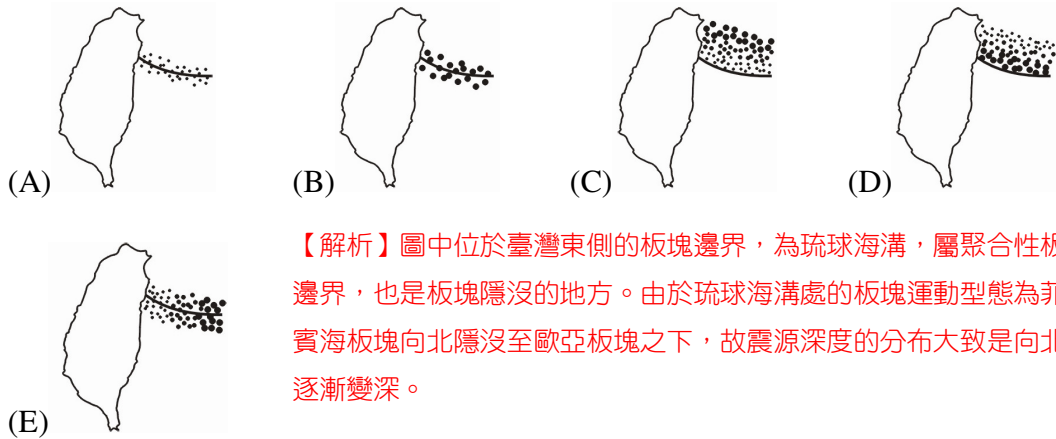 (A)
(B)
(C)
(D)
【解析】圖中位於臺灣東側的板塊邊界，為琉球海溝，屬聚合性板
邊界，也是板塊隱沒的地方。由於琉球海溝處的板塊運動型態為菲
賓海板塊向北隱沒至歐亞板塊之下，故震源深度的分布大致是向北
逐漸變深。
(E)